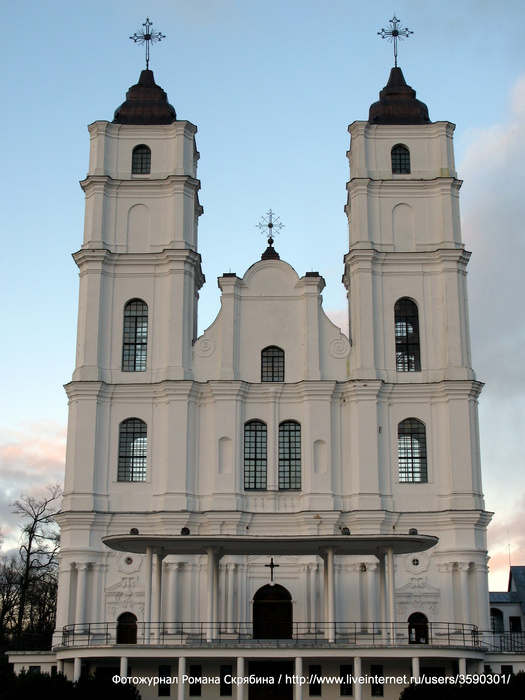 Фотожурнал Романа Скрябина / http://www.liveinternet.ru/users/3590301/